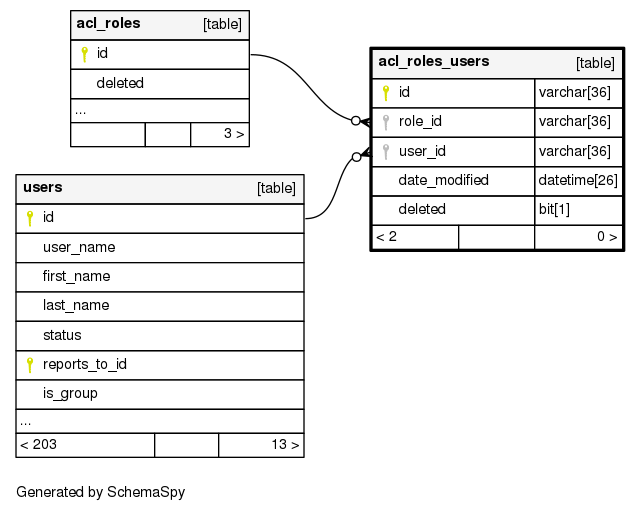 acl_roles [table]
id
deleted
...
3 >
acl_roles_users [table]
id varchar[36]
role_id varchar[36]
user_id varchar[36]
date_modified datetime[26]
deleted bit[1]
< 2 0 >
users [table]
id
user_name
first_name
last_name
status
reports_to_id
is_group
...
< 203 13 >
Generated by SchemaSpy